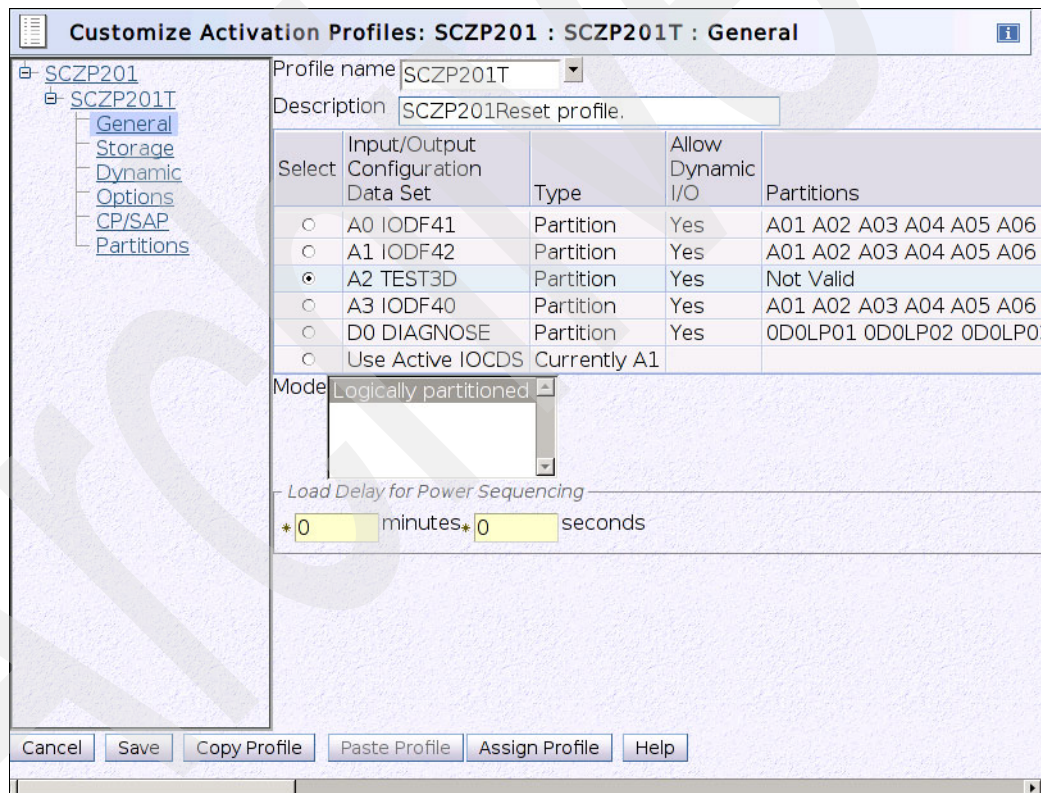 Customize Activation Profiles: SCZP201 : SCZP201T : General
SCZP201
SCZP201T
General
Storage
Dynamic
Options
CP/SAP
Partitions
Profile name SCZP201T
Description SCZP201Reset profile.
Select Input/Output Configuration Data Set Type Allow Dynamic I/O Partitions
A0 IODF41 Partition Yes A01 A02 A03 A04 A05 A06
A1 IODF42 Partition Yes A01 A02 A03 A04 A05 A06
A2 TEST3D Partition Yes Not Valid
A3 IODF40 Partition Yes A01 A02 A03 A04 A05 A06
D0 DIAGNOSE Partition Yes 0D0LP01 0D0LP02 0D0LP03
Use Active IOCDS Currently A1
Mode Logically partitioned
Load Delay for Power Sequencing
* 0 minutes * 0 seconds
Cancel Save Copy Profile Paste Profile Assign Profile Help